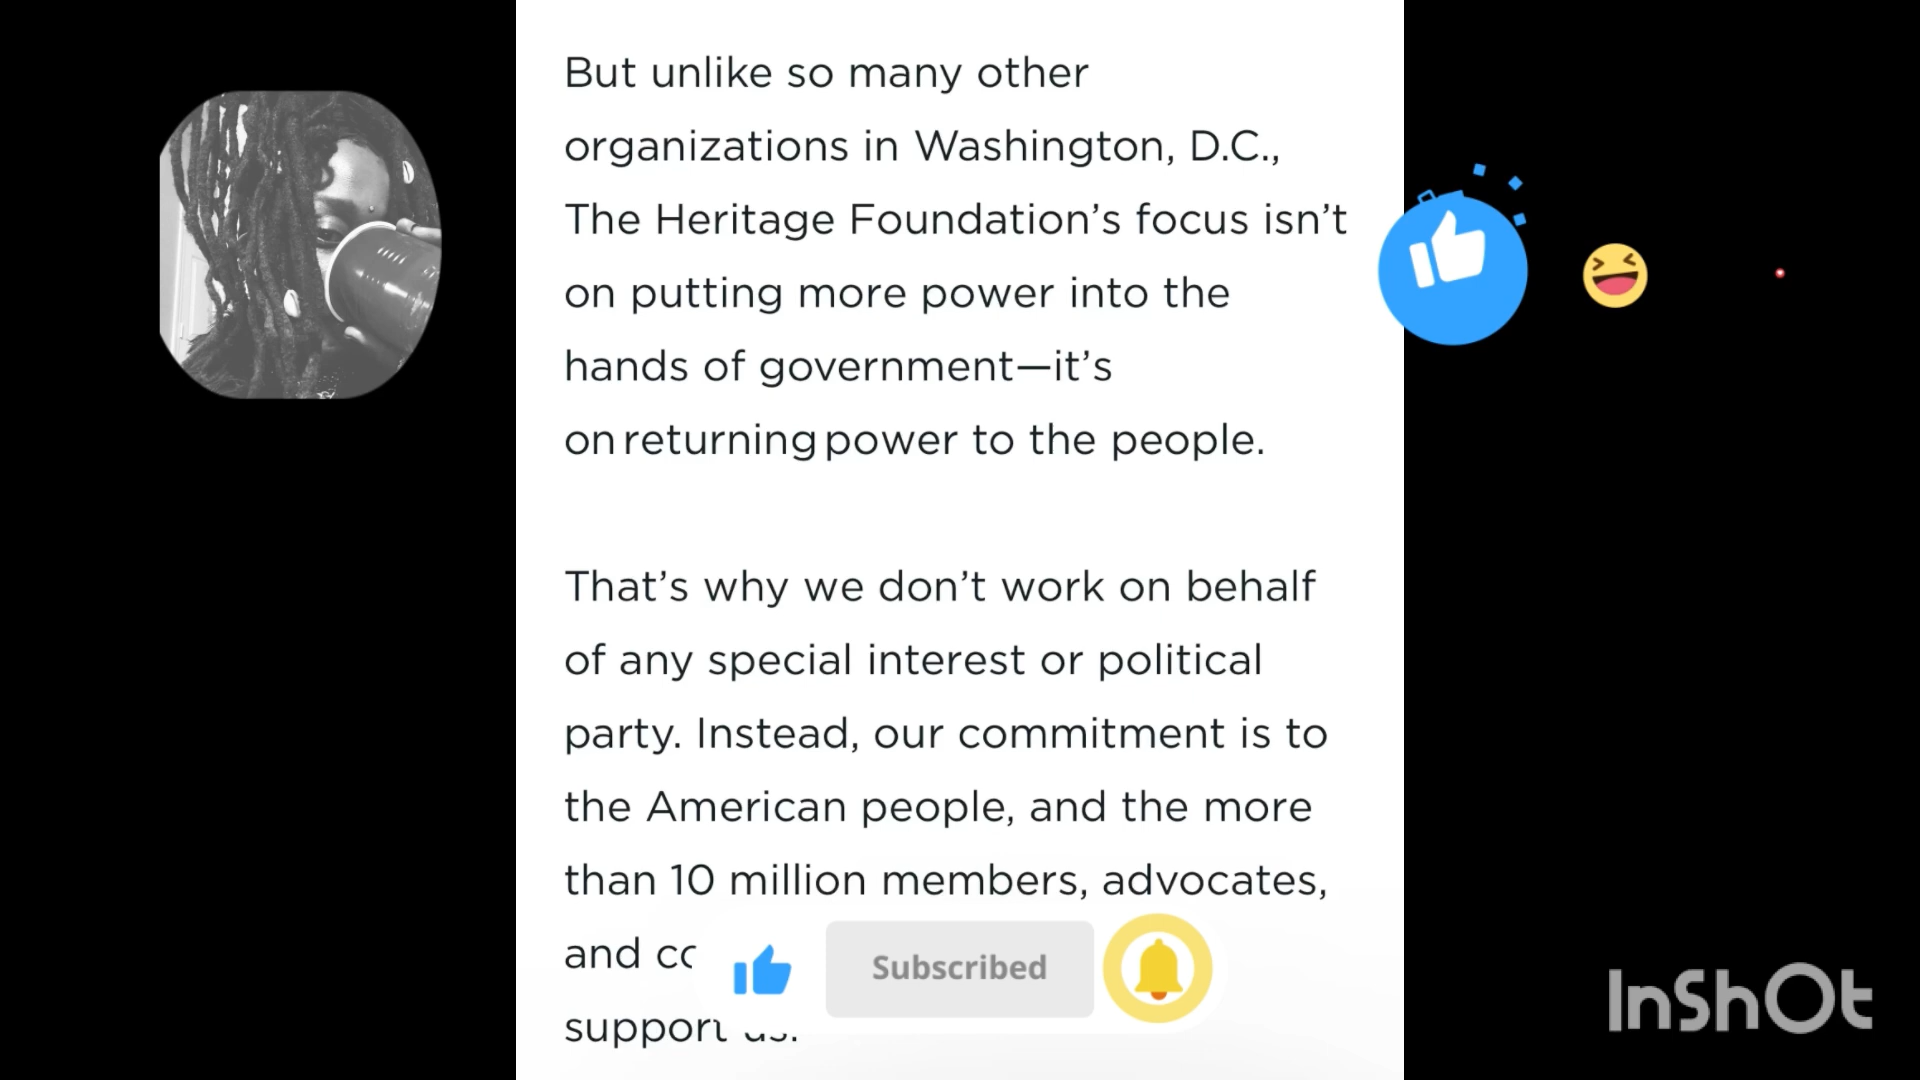 But unlike so many other
organizations in Washington, D.C.,
The Heritage Foundation’s focus isn’t
on putting more power into the
hands of government—it’s
on returning power to the people.
That’s why we don’t work on behalf
of any special interest or political
party. Instead, our commitment is to
the American people, and the more
than 10 million members, advocates,
and
support us.
Subscribed
InShOt